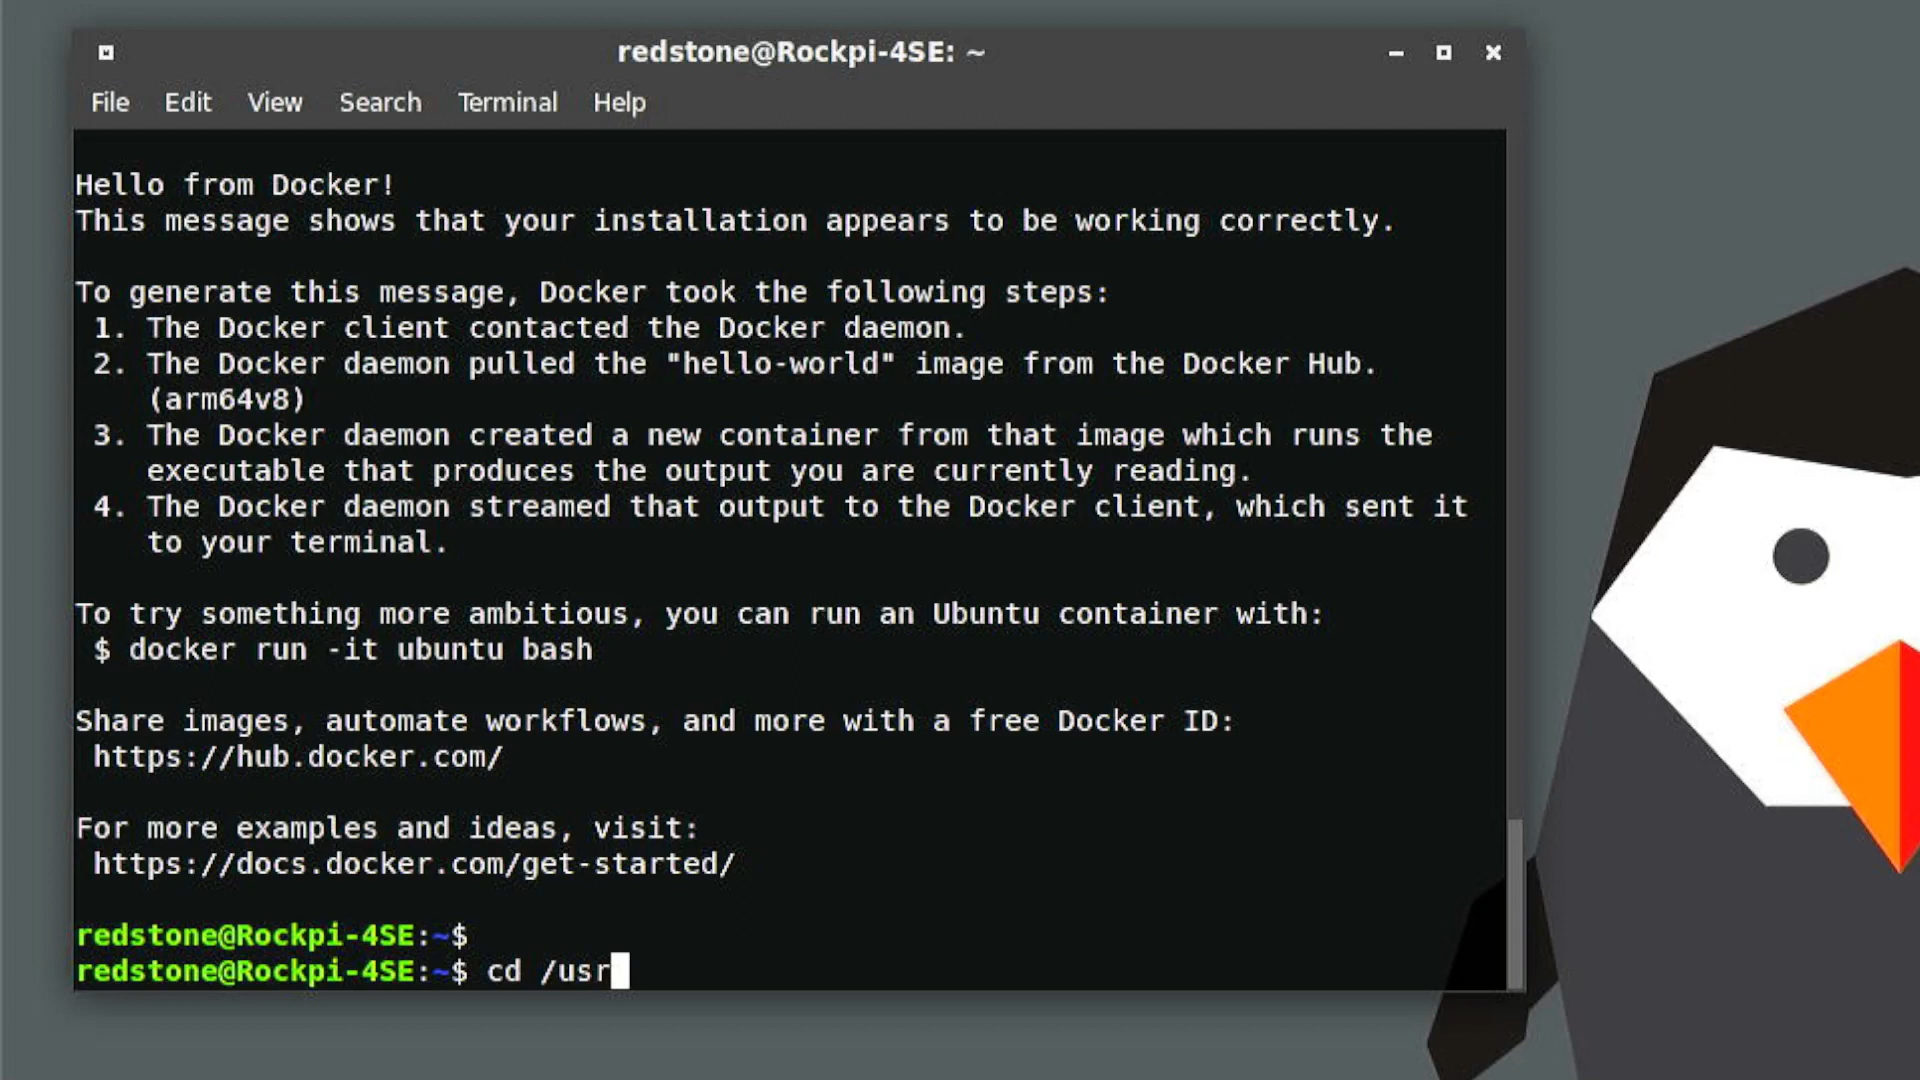 redstone@Rockpi-4SE: ~
File Edit View Search Terminal Help
Hello from Docker!
This message shows that your installation appears to be working correctly.
To generate this message, Docker took the following steps:
1. The Docker client contacted the Docker daemon.
2. The Docker daemon pulled the "hello-world" image from the Docker Hub.
(arm64v8)
3. The Docker daemon created a new container from that image which runs the
executable that produces the output you are currently reading.
4. The Docker daemon streamed that output to the Docker client, which sent it
to your terminal.
To try something more ambitious, you can run an Ubuntu container with:
$ docker run -it ubuntu bash
Share images, automate workflows, and more with a free Docker ID:
https://hub.docker.com/
For more examples and ideas, visit:
https://docs.docker.com/get-started/
redstone@Rockpi-4SE:~$
redstone@Rockpi-4SE:~$ cd /usr